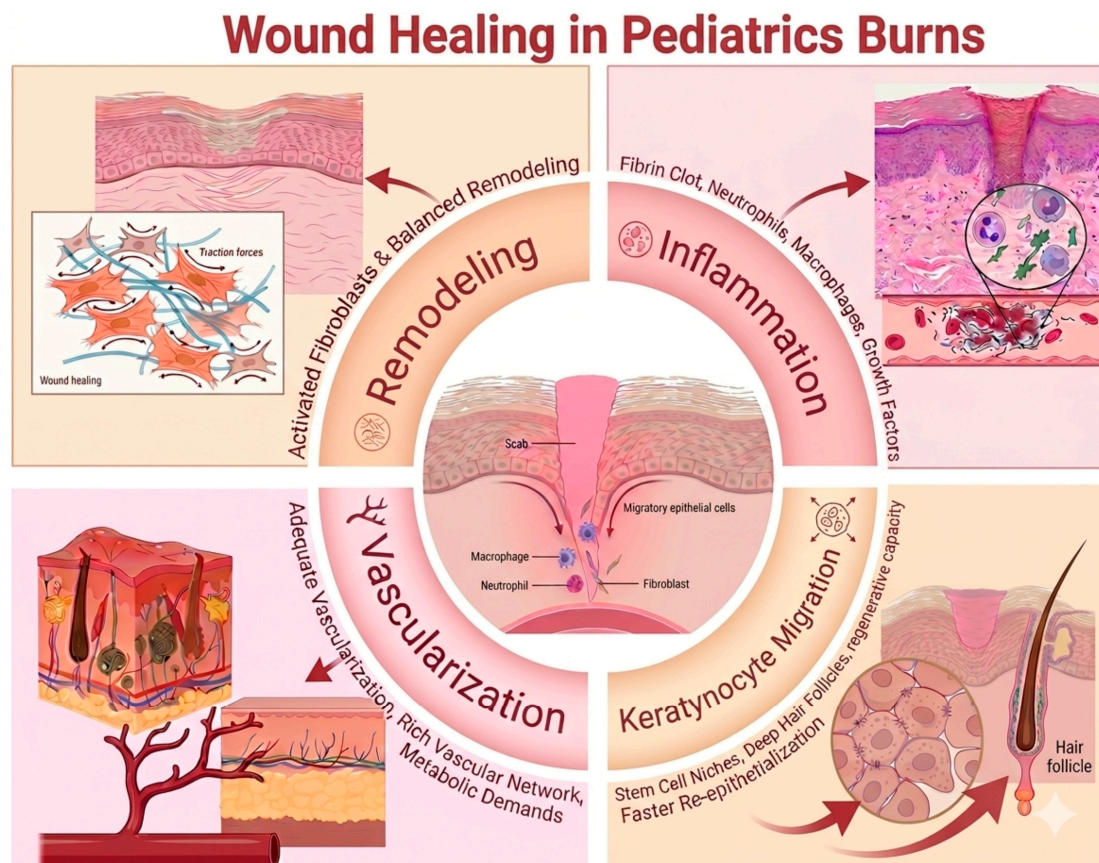 Wound Healing in Pediatrics Burns
Activated Fibroblasts & Balanced Remodeling
Remodeling
Traction forces
Wound healing
Fibrin Clot, Neutrophils, Macrophages, Growth Factors
Inflammation
Scab
Migratory epithelial cells
Macrophage
Neutrophil
Fibroblast
Vascularization
Adequate Vascularization, Rich Vascular Network,
Metabolic Demands
Keratynocyte Migration
Stem Cell Niches, Deep Hair Follicles, regenerative capacity
Faster Re-epithetialization
Hair
follicle